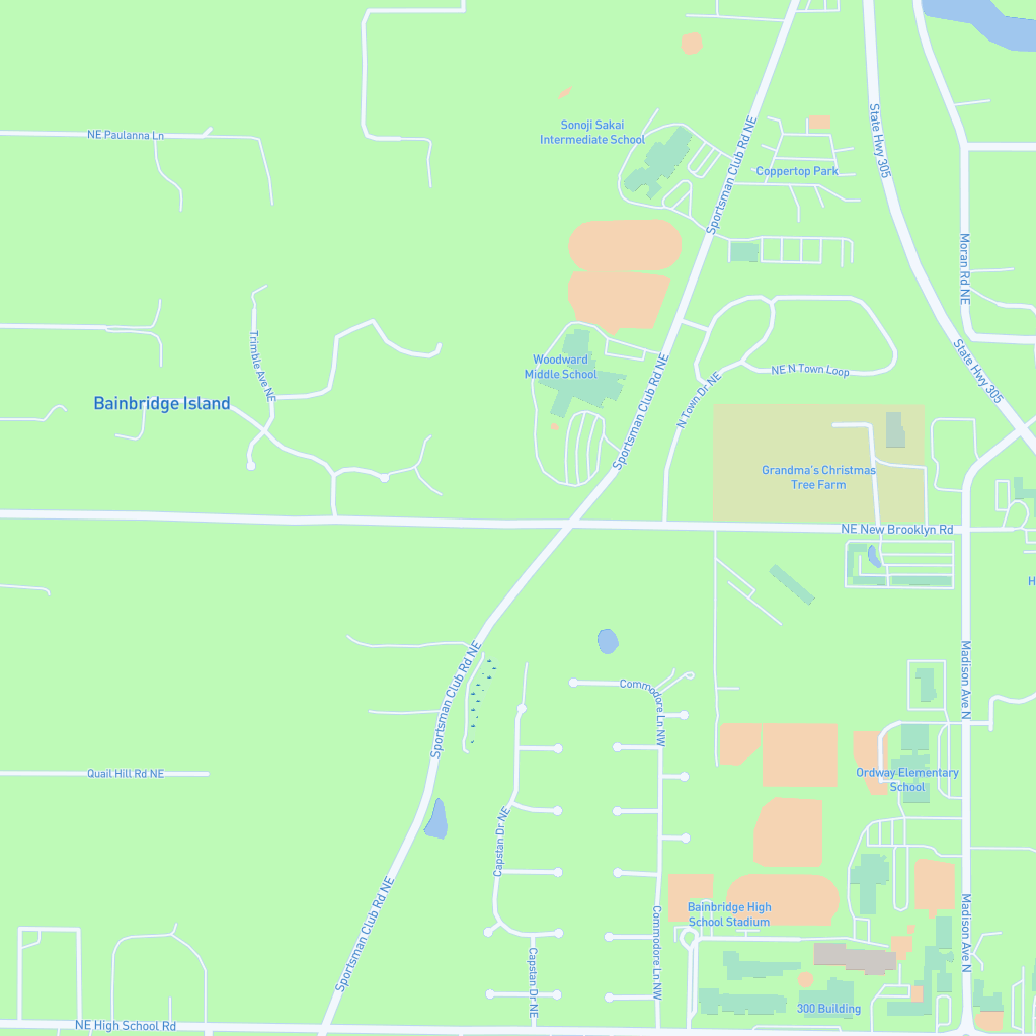 NE Paulanna Ln
Sonoji Sakai
Intermediate School
Sportsman Club Rd NE
State Hwy 305
Coppertop Park
Moran Rd NE
Trimble Ave NE
Woodward
Middle School
Sportsman Club Rd NE
N Town Dr NE
NE N Town Loop
State Hwy 305
Bainbridge Island
Grandma's Christmas
Tree Farm
NE New Brooklyn Rd
H
Sportsman Club Rd NE
Commodore Ln NW
Madison Ave N
Quail Hill Rd NE
Ordway Elementary
School
Capstan Dr NE
Sportsman Club Rd NE
Bainbridge High
School Stadium
Commodore Ln NW
Madison Ave N
Capstan Dr NE
300 Building
NE High School Rd